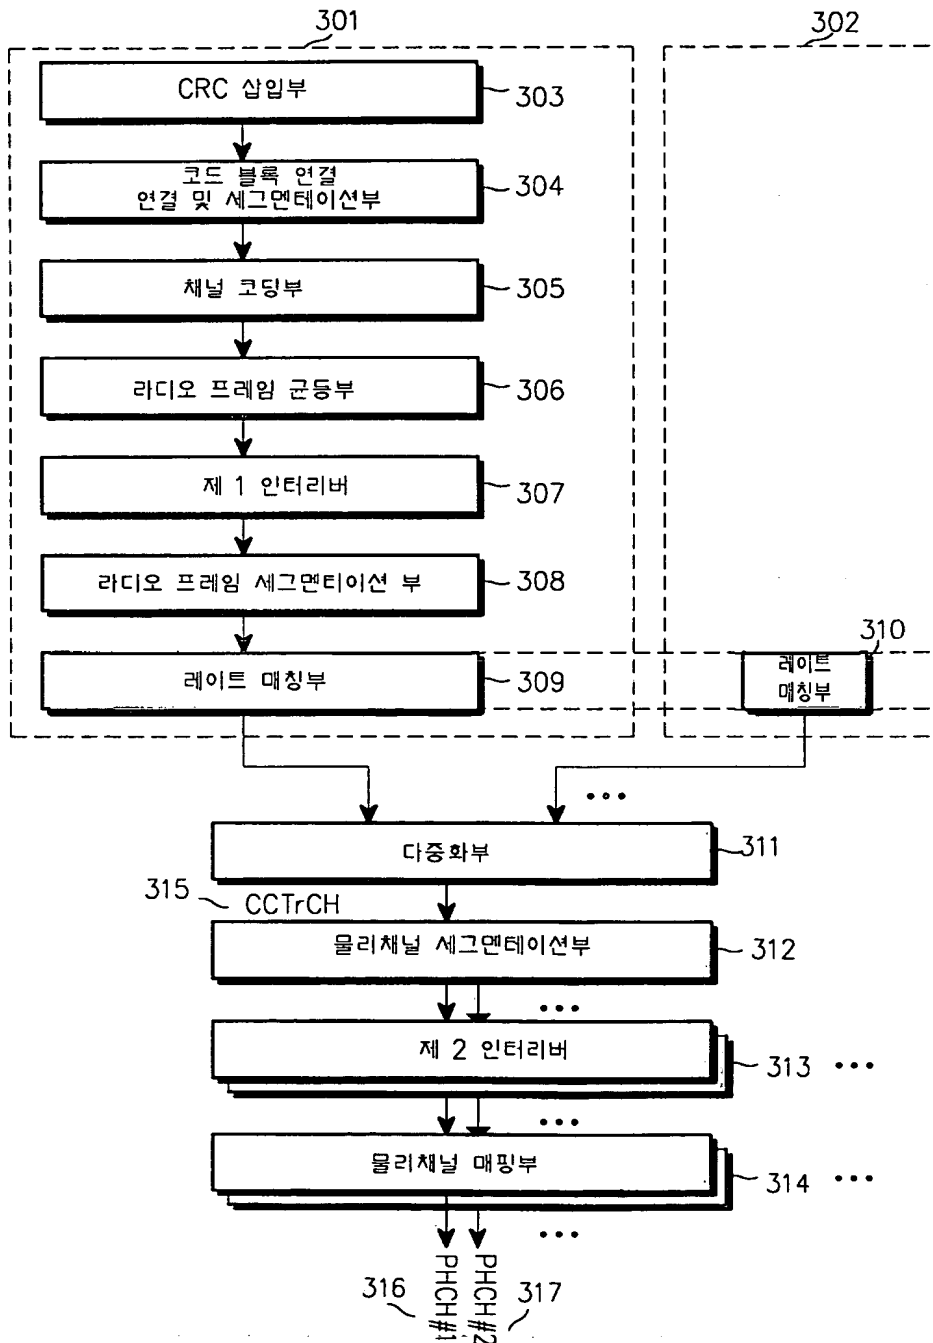 301
302
CRC 삽입부
303
코드 블록 연결
연결 및 세그멘테이션부
304
채널 코딩부
305
라디오 프레임 균등부
306
제 1 인터리버
307
라디오 프레임 세그멘티이션 부
308
레이트 매칭부
309
310
레이트
매칭부
•••
다중화부
311
315
CCTrCH
물리채널 세그멘테이션부
312
•••
제 2 인터리버
313
•••
•••
물리채널 매핑부
314
•••
•••
316
PHCH #1
PHCH #2
317